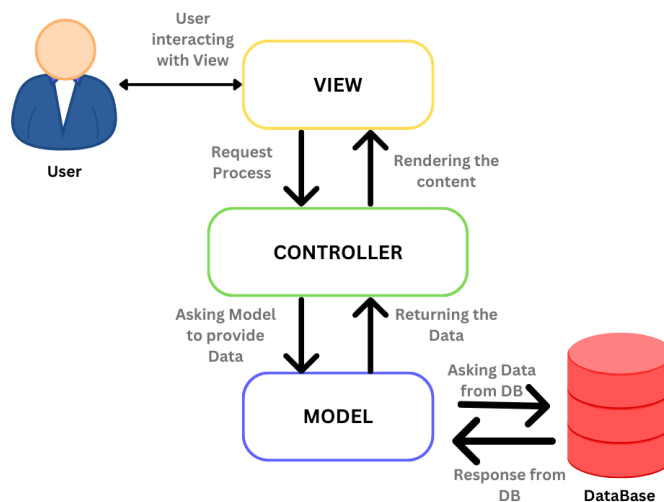 User
interacting
with View
VIEW
User
Request
Process
Rendering the
content
CONTROLLER
Asking Model
to provide
Data
Returning the
Data
MODEL
Asking Data
from DB
Response from
DB
DataBase